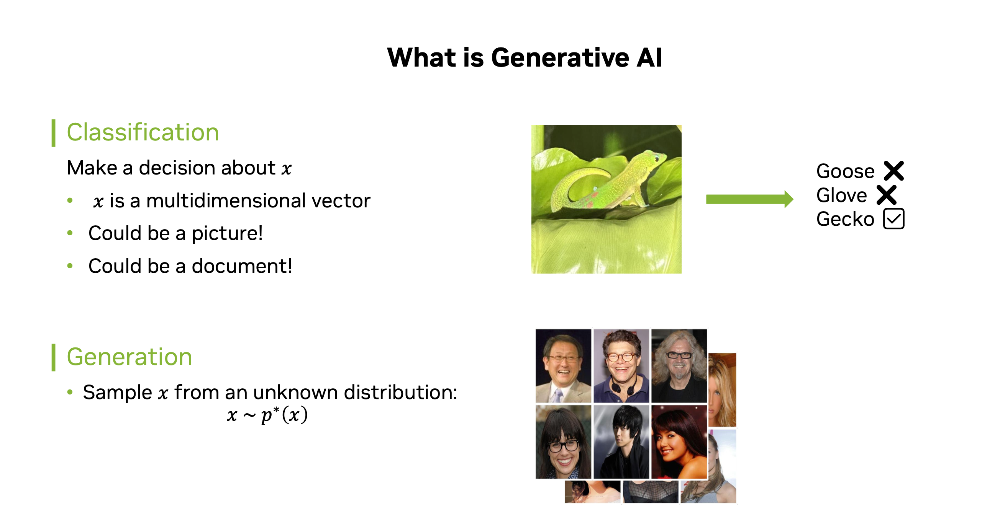 What is Generative AI
Classification
Make a decision about x
• x is a multidimensional vector
• Could be a picture!
• Could be a document!
Goose ✖
Glove ✖
Gecko ☑
Generation
• Sample x from an unknown distribution:
x ~ p*(x)